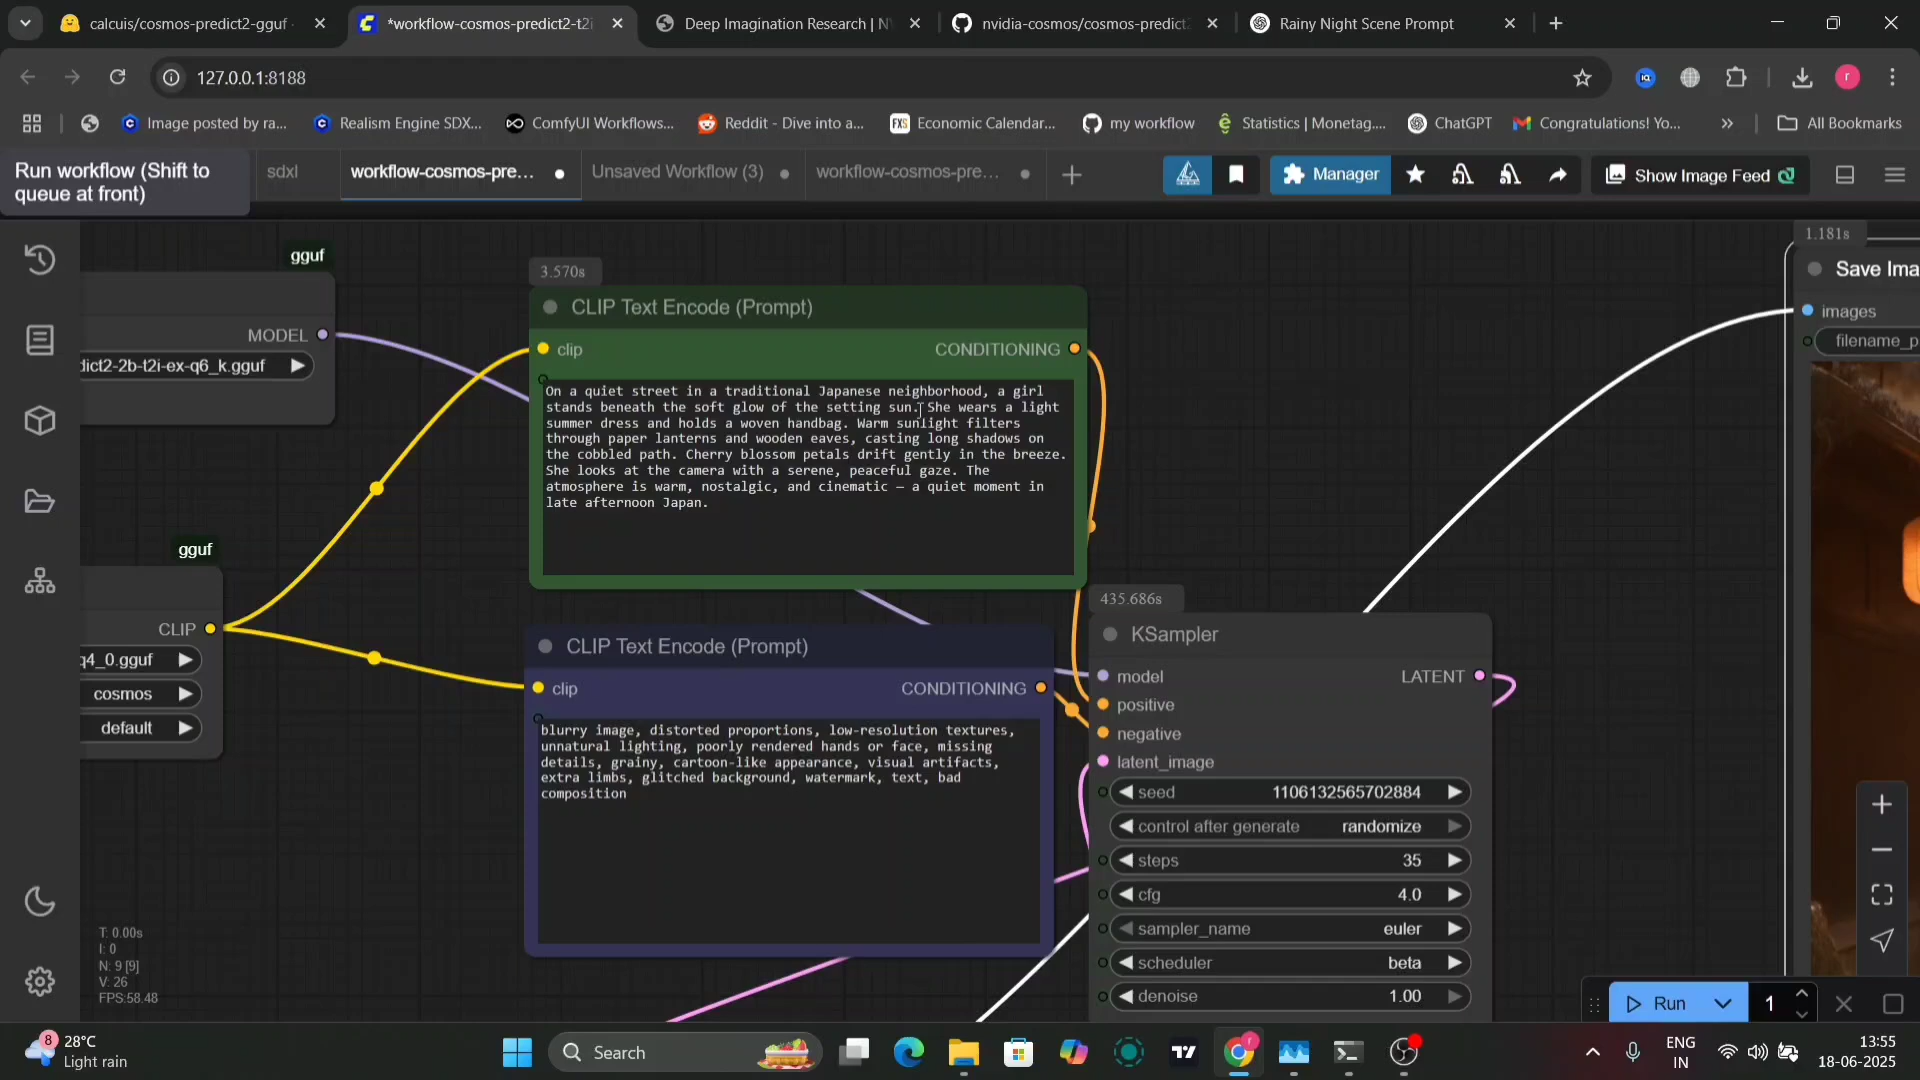 calcuis/cosmos-predict2-gguf
*workflow-cosmos-predict2-t2i
Deep Imagination Research | N
nvidia-cosmos/cosmos-predict2
Rainy Night Scene Prompt
127.0.0.1:8188
Image posted by ra...
Realism Engine SDX...
ComfyUI Workflows...
Reddit - Dive into a...
FXS
Economic Calendar...
my workflow
Statistics | Monetag....
ChatGPT
Congratulations! Yo...
All Bookmarks
Run workflow (Shift to
queue at front)
sdxl
workflow-cosmos-pre...
Unsaved Workflow (3)
workflow-cosmos-pre...
Manager
Show Image Feed
gguf
MODEL
dict2-2b-t2i-ex-q6_k.gguf
3.570s
CLIP Text Encode (Prompt)
clip
CONDITIONING
On a quiet street in a traditional Japanese neighborhood, a girl
stands beneath the soft glow of the setting sun. She wears a light
summer dress and holds a woven handbag. Warm sunlight filters
through paper lanterns and wooden eaves, casting long shadows on
the cobbled path. Cherry blossom petals drift gently in the breeze.
She looks at the camera with a serene, peaceful gaze. The
atmosphere is warm, nostalgic, and cinematic — a quiet moment in
late afternoon Japan.
1.181s
Save Ima
images
filename_p
gguf
CLIP
q4_0.gguf
cosmos
default
CLIP Text Encode (Prompt)
clip
CONDITIONING
blurry image, distorted proportions, low-resolution textures,
unnatural lighting, poorly rendered hands or face, missing
details, grainy, cartoon-like appearance, visual artifacts,
extra limbs, glitched background, watermark, text, bad
composition
435.686s
KSampler
model
LATENT
positive
negative
latent_image
seed 1106132565702884
control after generate randomize
steps 35
cfg 4.0
sampler_name euler
scheduler beta
denoise 1.00
T: 0.00s
I: 0
N: 9 [9]
V: 26
FPS:58.48
Run
1
8
28°C
Light rain
Search
ENG
IN
13:55
18-06-2025